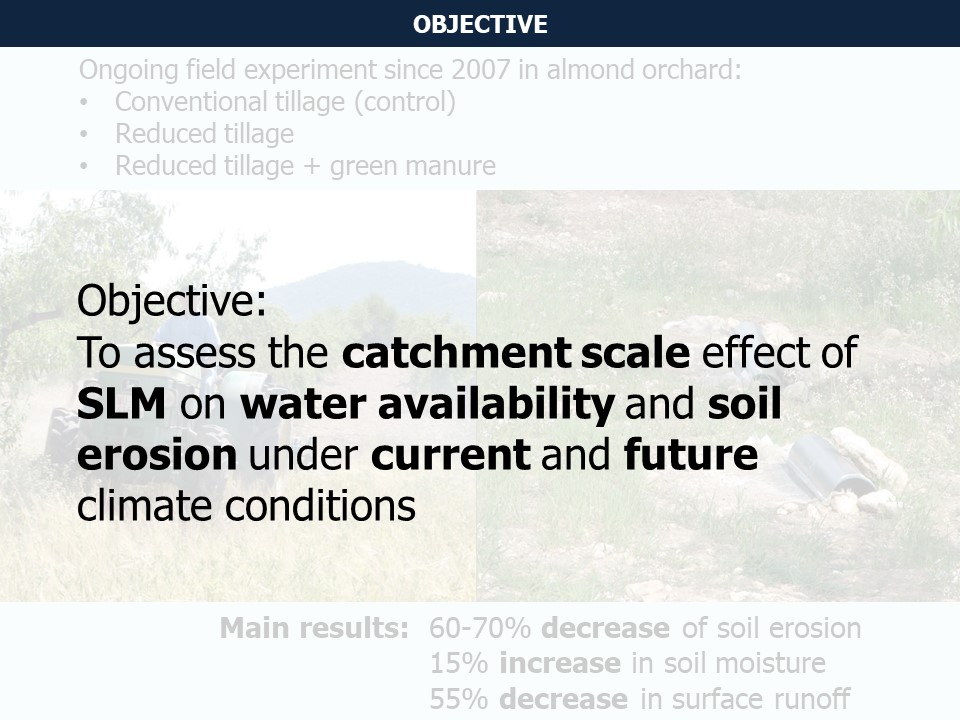 OBJECTIVE
Ongoing field experiment since 2007 in almond orchard:
• Conventional tillage (control)
• Reduced tillage
• Reduced tillage + green manure
Objective:
To assess the catchment scale effect of
SLM on water availability and soil
erosion under current and future
climate conditions
Main results: 60-70% decrease of soil erosion
15% increase in soil moisture
55% decrease in surface runoff